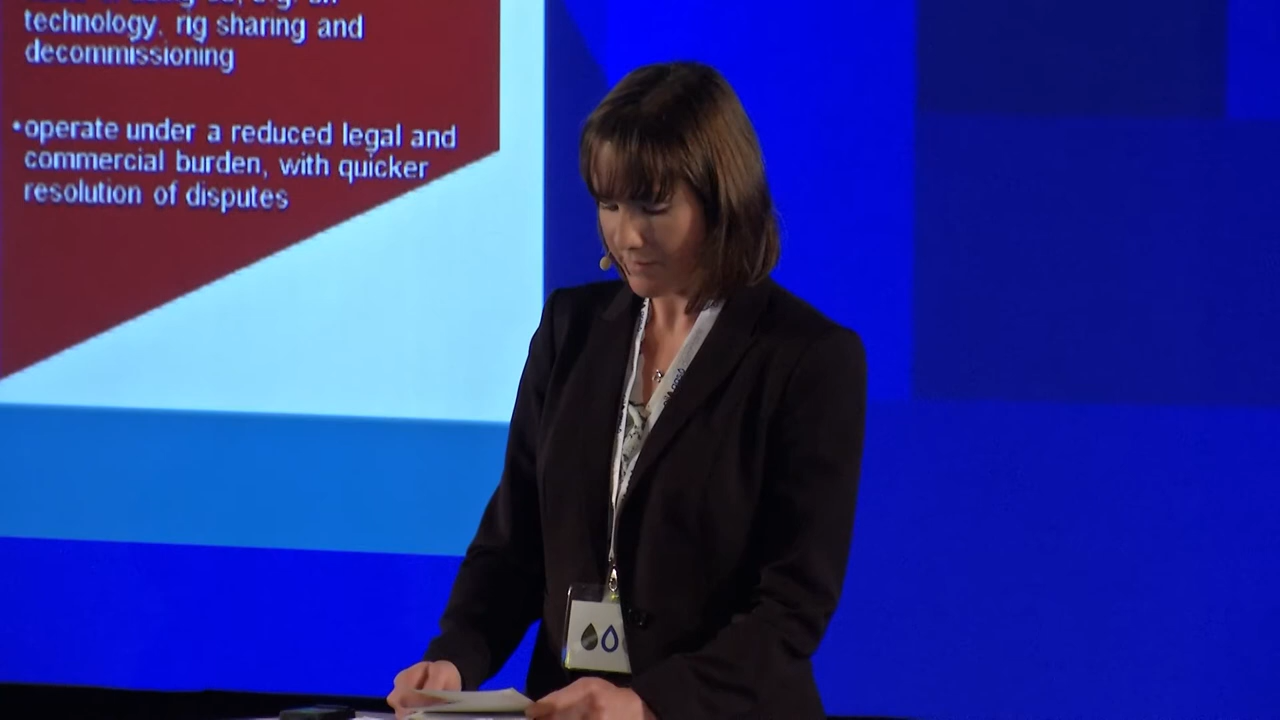 technology, rig sharing and
decommissioning
•operate under a reduced legal and
commercial burden, with quicker
resolution of disputes